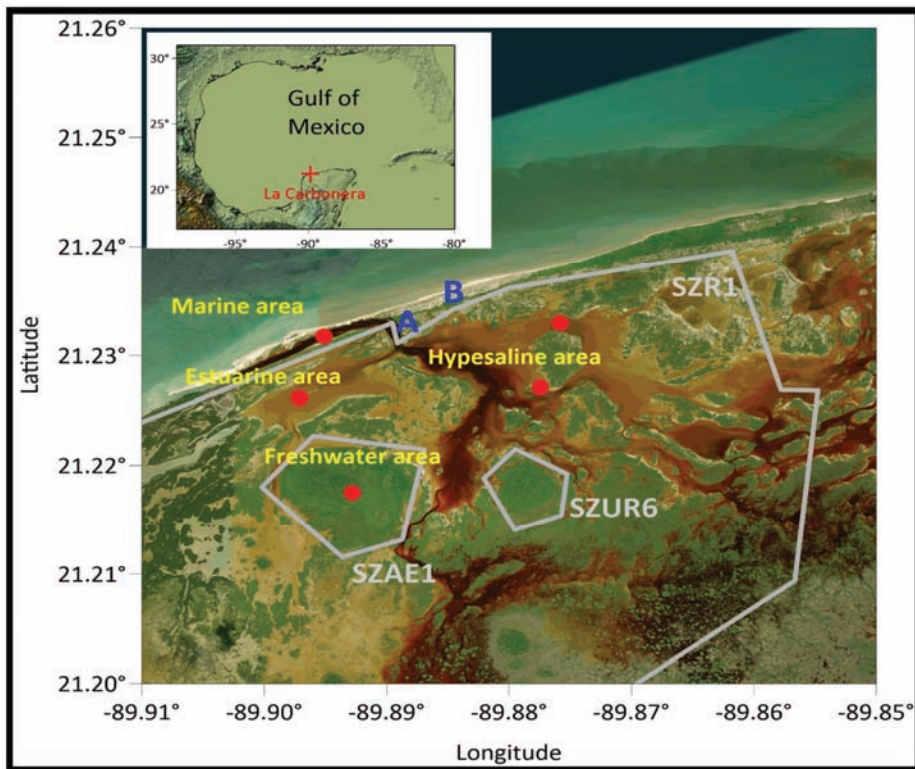 21.26°
21.25°
21.24°
21.23°
21.22°
21.21°
21.20°
Latitude
30°
25°
20°
-95°
-90°
-85°
-80°
Gulf of
Mexico
La Carbonera
Marine area
B
A
SZR1
Hypesaline area
Estuarine area
Freshwater area
SZUR6
SZAE1
-89.91
-89.90°
-89.89°
-89.88°
-89.87°
-89.86°
-89.85°
Longitude